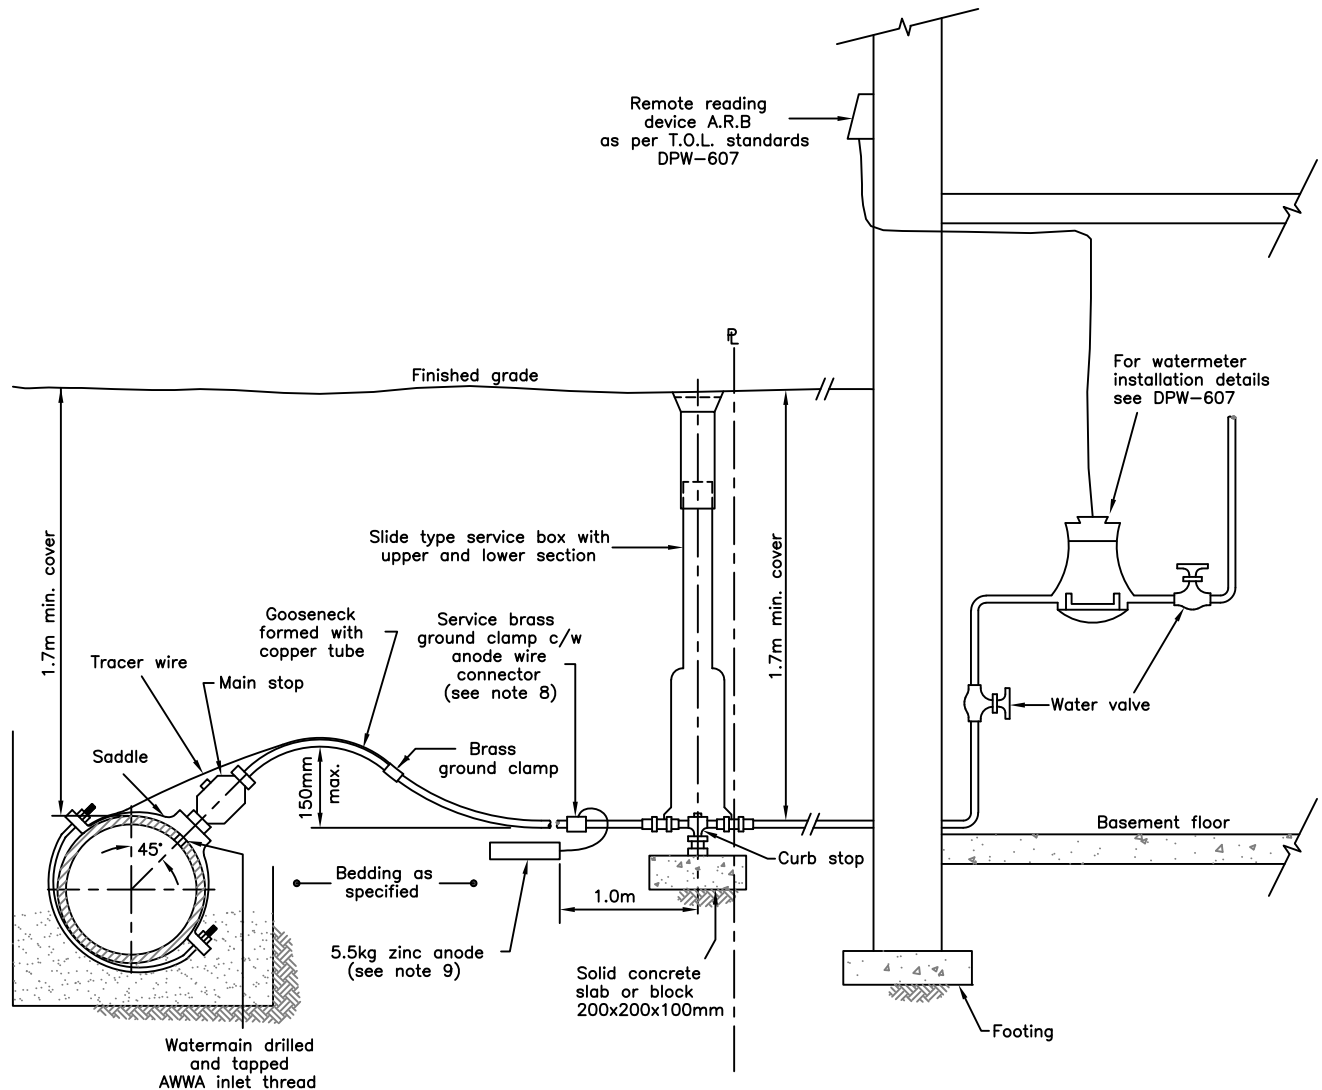 Remote reading
device A.R.B
as per T.O.L. standards
DPW-607
℄
Finished grade
For watermeter
installation details
see DPW-607
1.7m min. cover
Slide type service box with
upper and lower section
1.7m min. cover
Gooseneck
formed with
copper tube
Service brass
ground clamp c/w
anode wire
connector
(see note 8)
Tracer wire
Main stop
Water valve
Saddle
Brass
ground clamp
150mm
max.
Basement floor
45°
Curb stop
Bedding as
specified
1.0m
5.5kg zinc anode
(see note 9)
Solid concrete
slab or block
200x200x100mm
Footing
Watermain drilled
and tapped
AWWA inlet thread